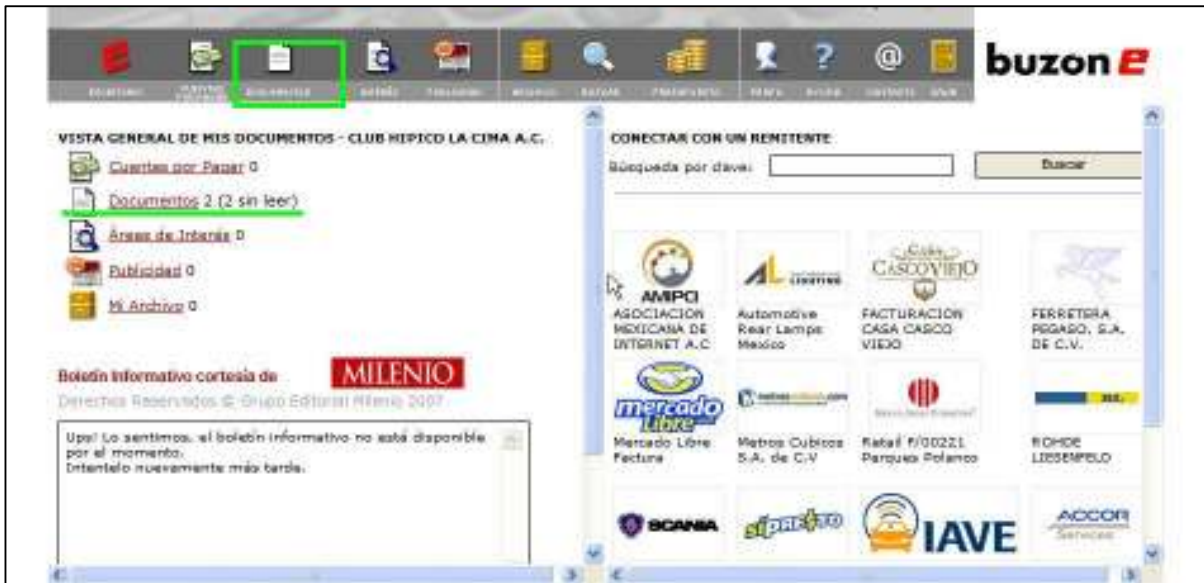 buzon e
VISTA GENERAL DE MIS DOCUMENTOS - CLUB HIPICO LA CIMA A.C.
Cuentas por Pagar 0
Documentos 2 (2 sin leer)
Áreas de Interés 0
Publicidad 0
Mi Archivo 0
Boletín Informativo cortesía de MILENIO
Derechos Reservados © Grupo Editorial Milenio 2007
Ups! Lo sentimos, el boletín informativo no está disponible
por el momento.
Intentelo nuevamente más tarde.
CONECTAR CON UN REMITENTE
Búsqueda por clave: Buscar
AMIPCI
ASOCIACION
MEXICANA DE
INTERNET A.C
AL LIGHTING
Automotive
Rear Lamps
Mexico
CASA
CASCO VIEJO
FACTURACION
CASA CASCO
VIEJO
FERRETERA
PEGASO, S.A.
DE C.V.
mercado
Libre
Mercado Libre
Factura
Metros Cubicos
S.A. de C.V
Retail F/00221
Parques Polanco
ROHDE
LIESENFELD
SCANIA
IAVE
ACCOR
Services